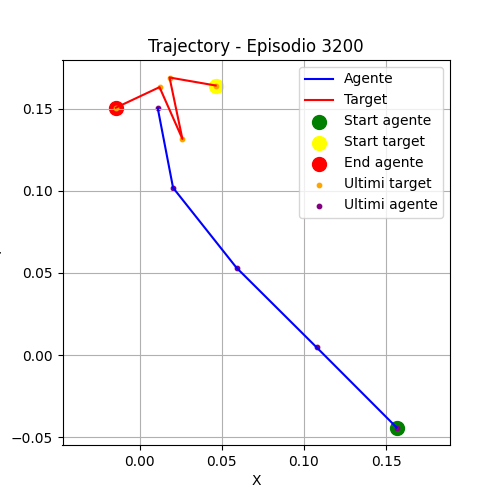 Trajectory - Episodio 3200
Agente
Target
Start agente
Start target
End agente
Ultimi target
Ultimi agente
0.15
0.10
0.05
0.00
−0.05
0.00
0.05
0.10
0.15
X